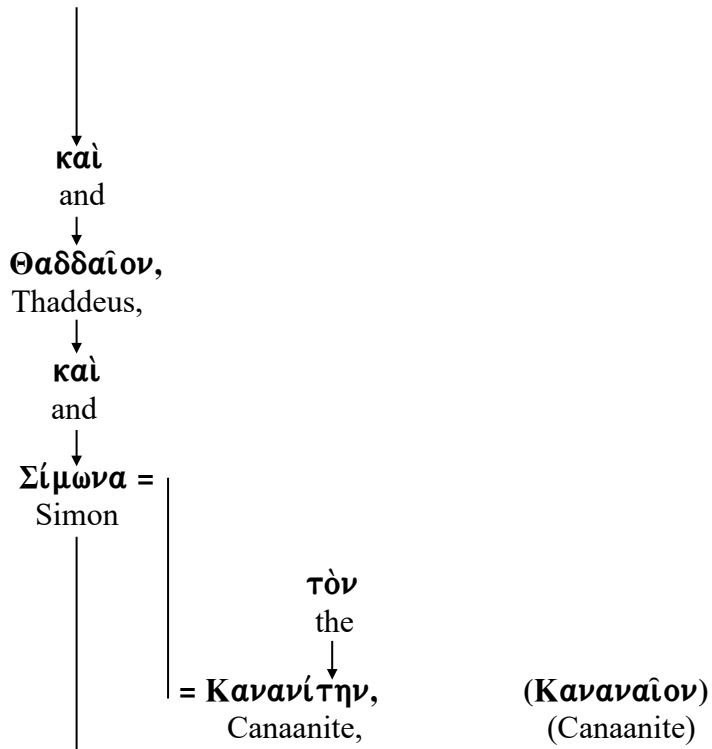 καὶ
and
Θαδδαῖον,
Thaddeus,
καὶ
and
Σίμωνα =
Simon
τὸν
the
= Κανανίτην, (Καναναῖον)
Canaanite, (Canaanite)